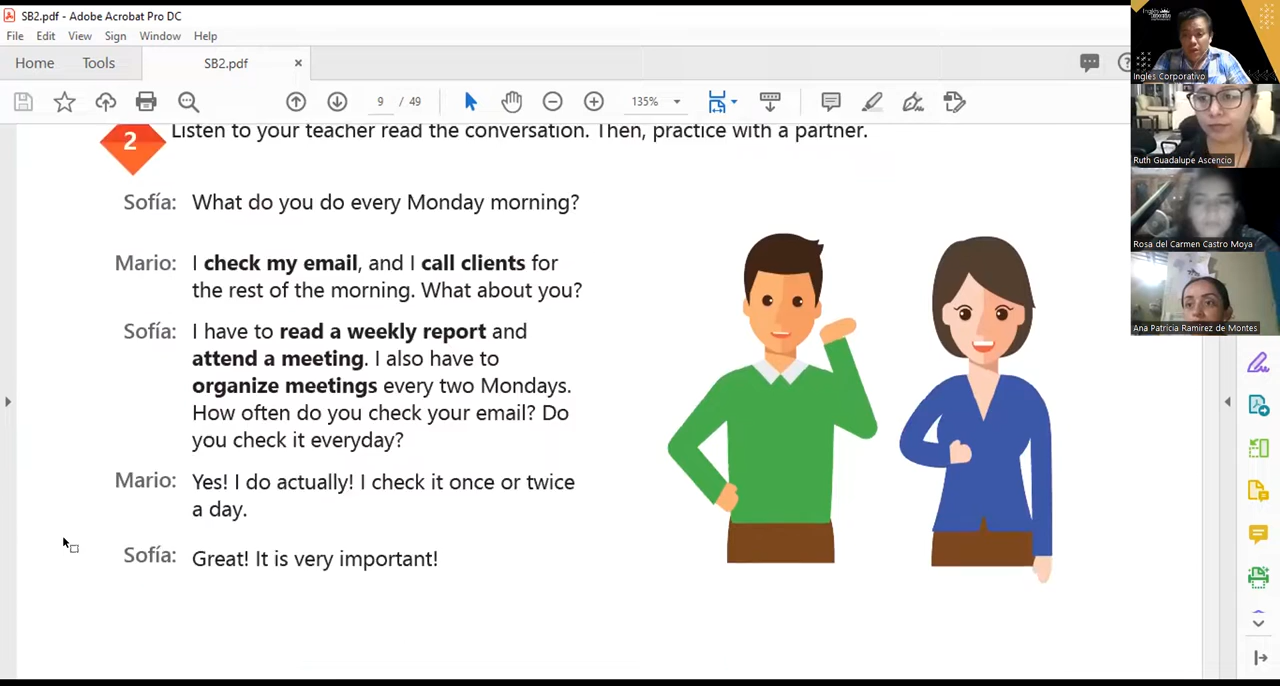 SB2.pdf - Adobe Acrobat Pro DC
File Edit View Sign Window Help
Home Tools SB2.pdf ×
9 / 49 135%
2 Listen to your teacher read the conversation. Then, practice with a partner.
Sofía: What do you do every Monday morning?
Mario: I check my email, and I call clients for
the rest of the morning. What about you?
Sofía: I have to read a weekly report and
attend a meeting. I also have to
organize meetings every two Mondays.
How often do you check your email? Do
you check it everyday?
Mario: Yes! I do actually! I check it once or twice
a day.
Sofía: Great! It is very important!
Inglés Corporativo
Ruth Guadalupe Ascencio
Rosa del Carmen Castro Moya
Ana Patricia Ramirez de Montes